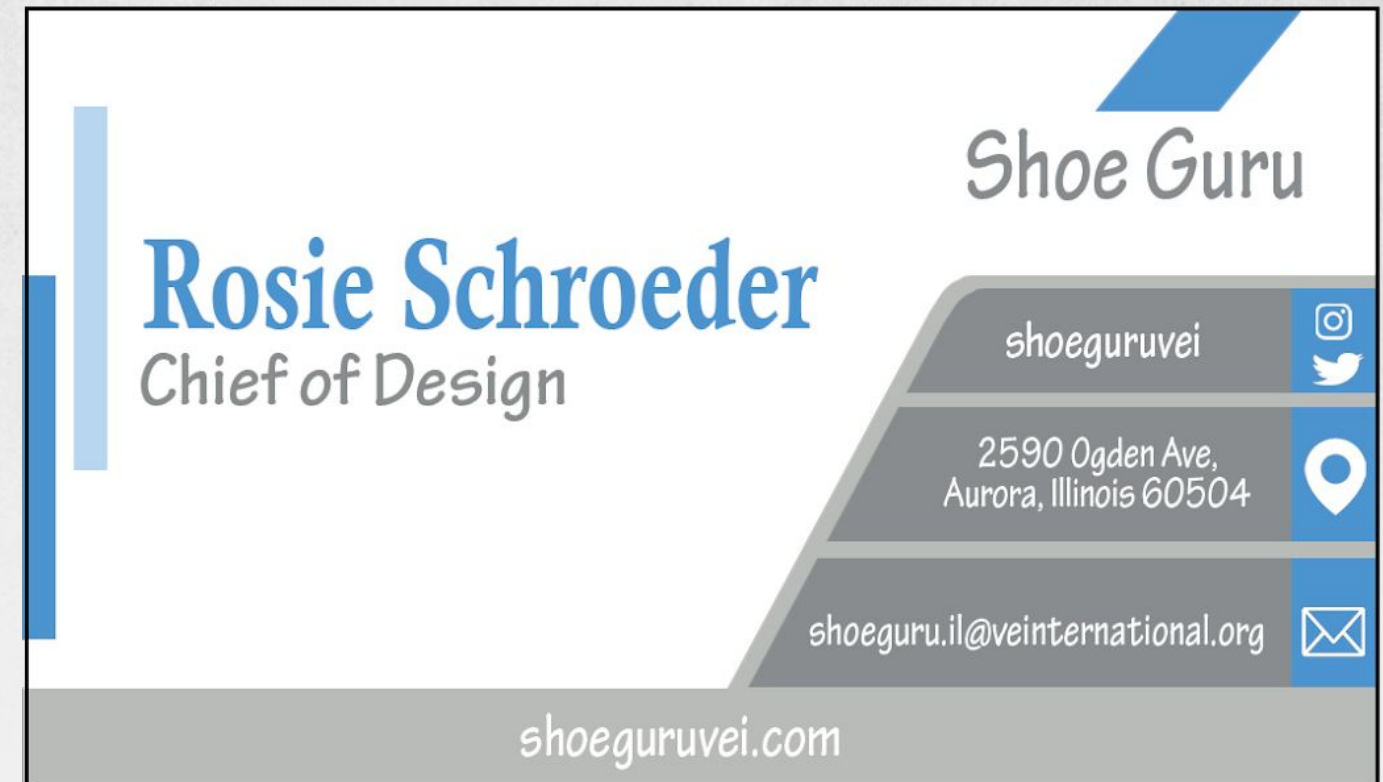 Shoe Guru
Rosie Schroeder
Chief of Design
shoeguruvei
2590 Ogden Ave,
Aurora, Illinois 60504
shoeguru.il@veinternational.org
shoeguruvei.com